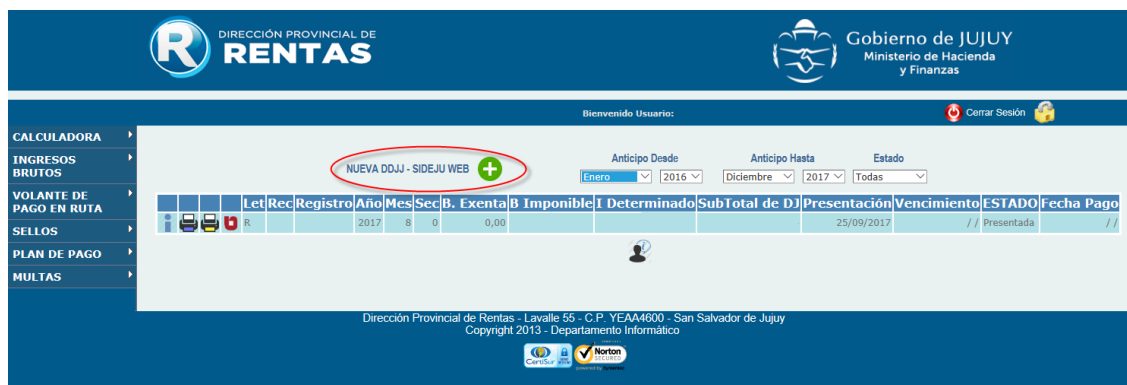 DIRECCIÓN PROVINCIAL DE
RENTAS
Gobierno de JUJUY
Ministerio de Hacienda
y Finanzas
Bienvenido Usuario:
Cerrar Sesión
CALCULADORA
INGRESOS
BRUTOS
VOLANTE DE
PAGO EN RUTA
SELLOS
PLAN DE PAGO
MULTAS
NUEVA DDJJ - SIDEJU WEB
Anticipo Desde Anticipo Hasta Estado
Enero 2016 Diciembre 2017 Todas
Let Rec Registro Año Mes Sec B. Exenta B Imponible I Determinado SubTotal de DJ Presentación Vencimiento ESTADO Fecha Pago
R 2017 8 0 0,00 25/09/2017 / / Presentada / /
Dirección Provincial de Rentas - Lavalle 55 - C.P. YEAA4600 - San Salvador de Jujuy
Copyright 2013 - Departamento Informático
CertiSur
Norton
SECURED
powered by Symantec